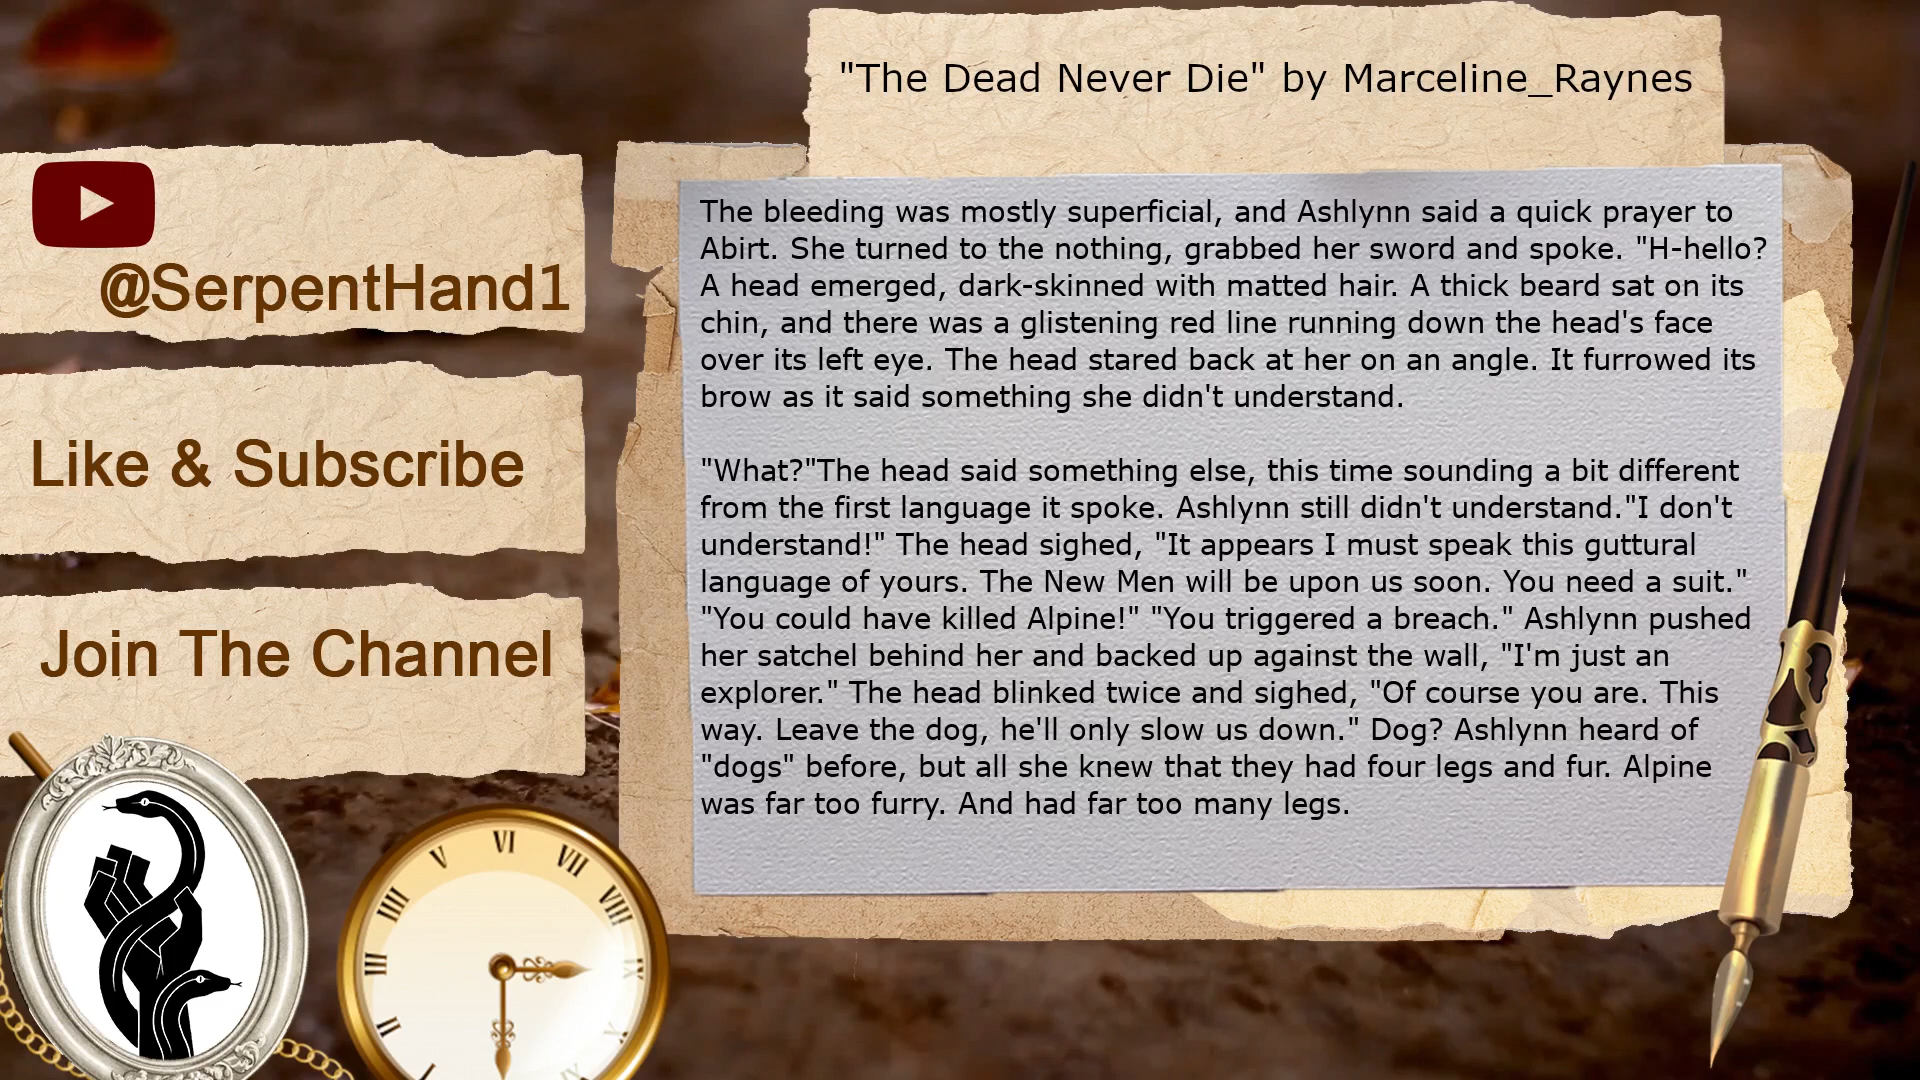 "The Dead Never Die" by Marceline_Raynes
@SerpentHand1
Like & Subscribe
Join The Channel
The bleeding was mostly superficial, and Ashlynn said a quick prayer to
Abirt. She turned to the nothing, grabbed her sword and spoke. "H-hello?
A head emerged, dark-skinned with matted hair. A thick beard sat on its
chin, and there was a glistening red line running down the head's face
over its left eye. The head stared back at her on an angle. It furrowed its
brow as it said something she didn't understand.
"What?"The head said something else, this time sounding a bit different
from the first language it spoke. Ashlynn still didn't understand."I don't
understand!" The head sighed, "It appears I must speak this guttural
language of yours. The New Men will be upon us soon. You need a suit."
"You could have killed Alpine!" "You triggered a breach." Ashlynn pushed
her satchel behind her and backed up against the wall, "I'm just an
explorer." The head blinked twice and sighed, "Of course you are. This
way. Leave the dog, he'll only slow us down." Dog? Ashlynn heard of
"dogs" before, but all she knew that they had four legs and fur. Alpine
was far too furry. And had far too many legs.
II
III
IIII
V
VI
VII
VIII
IX
X
XI